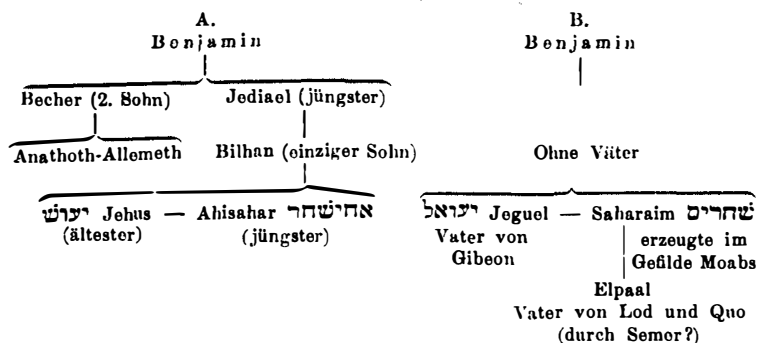 A.
Benjamin
Becher (2. Sohn) Jediael (jüngster)
Anathoth-Allemeth Bilhan (einziger Sohn)
יעוש Jehus — Ahisahar אחישחר
(ältester) (jüngster)
B.
Benjamin
Ohne Väter
יעואל Jeguel — Saharaim שחרים
Vater von
Gibeon
erzeugte im
Gefilde Moabs
Elpaal
Vater von Lod und Quo
(durch Semor?)